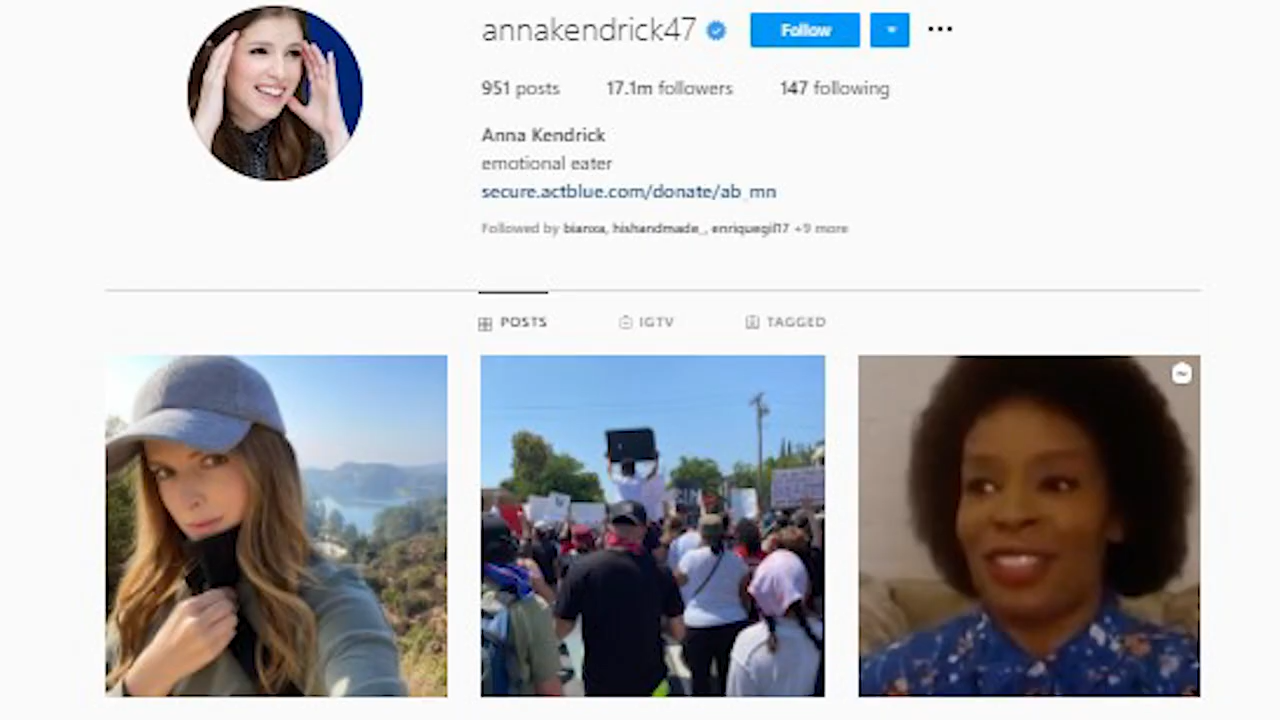 annakendrick47 Follow
951 posts 17.1m followers 147 following
Anna Kendrick
emotional eater
secure.actblue.com/donate/ab_mn
Followed by bianxa, hishandmade_, enriquegil17 +9 more
POSTS IGTV TAGGED